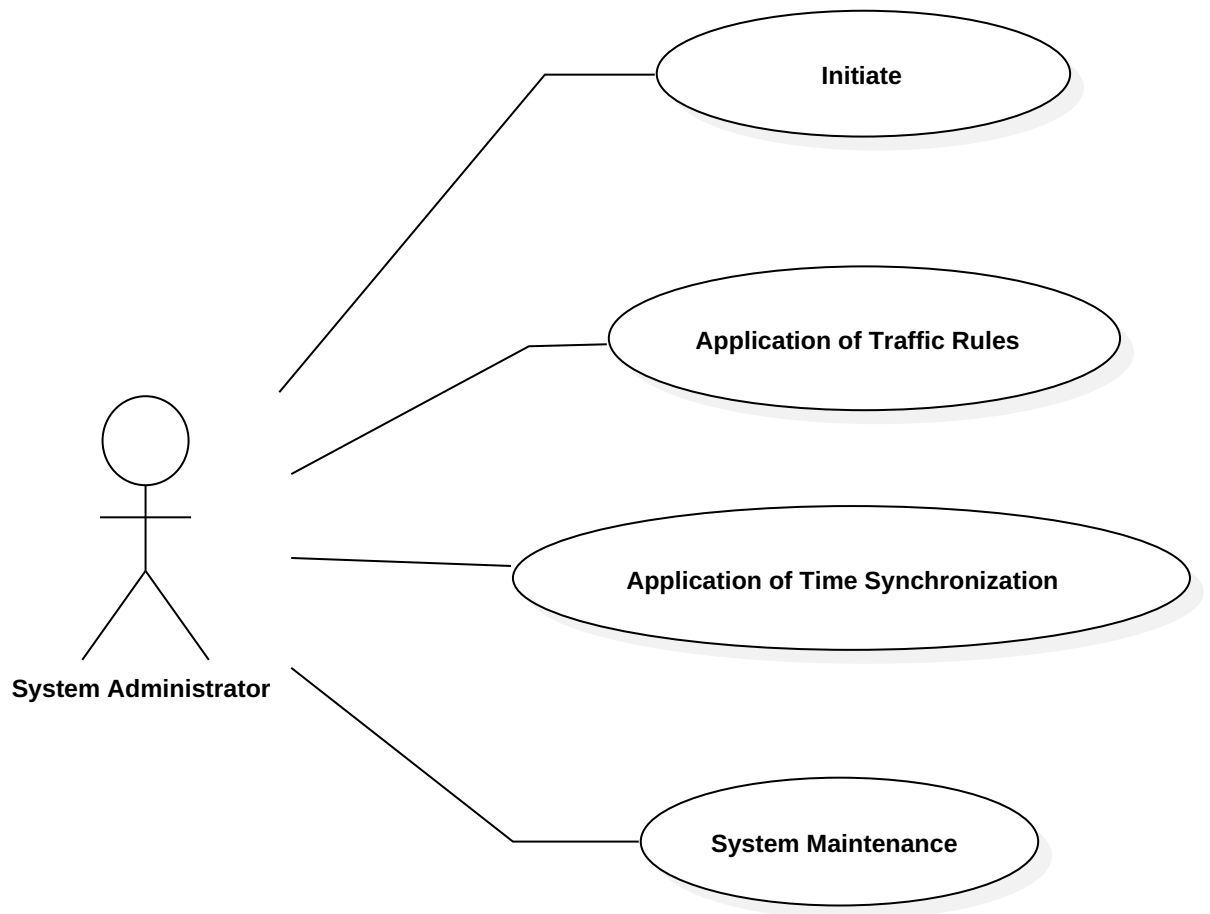 Initiate
Application of Traffic Rules
Application of Time Synchronization
System Administrator
System Maintenance